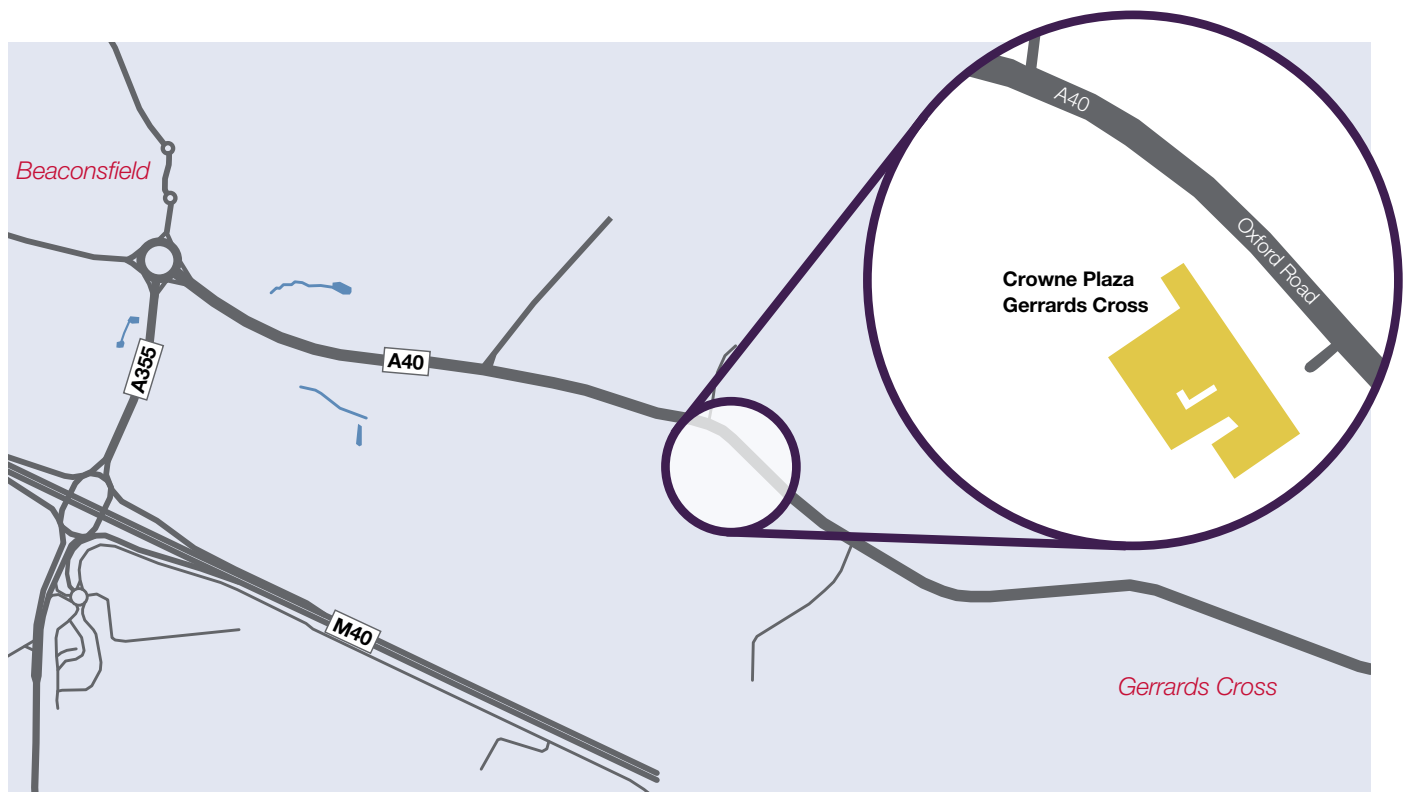 A40
Beaconsfield
Oxford Road
Crowne Plaza
Gerrards Cross
A40
A355
M40
Gerrards Cross